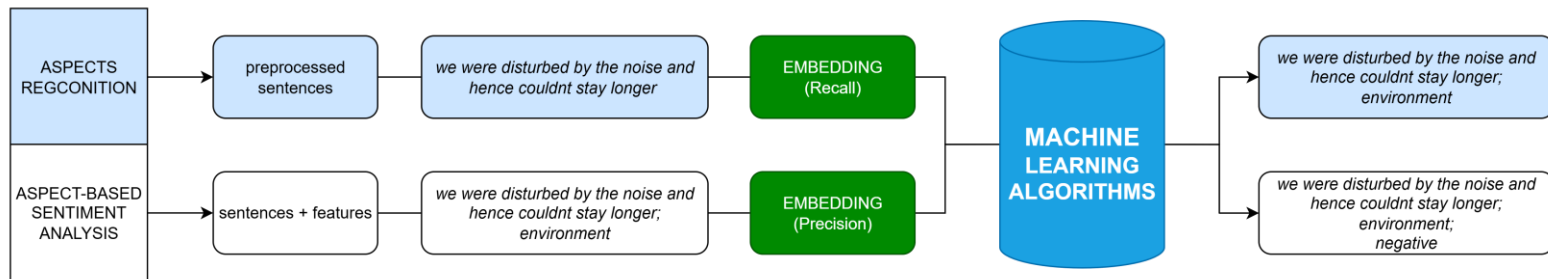 ASPECTS
REGCONITION
preprocessed
sentences
we were disturbed by the noise and
hence couldnt stay longer
EMBEDDING
(Recall)
MACHINE
LEARNING
ALGORITHMS
we were disturbed by the noise and
hence couldnt stay longer;
environment
ASPECT-BASED
SENTIMENT
ANALYSIS
sentences + features
we were disturbed by the noise and
hence couldnt stay longer;
environment
EMBEDDING
(Precision)
we were disturbed by the noise and
hence couldnt stay longer;
environment;
negative